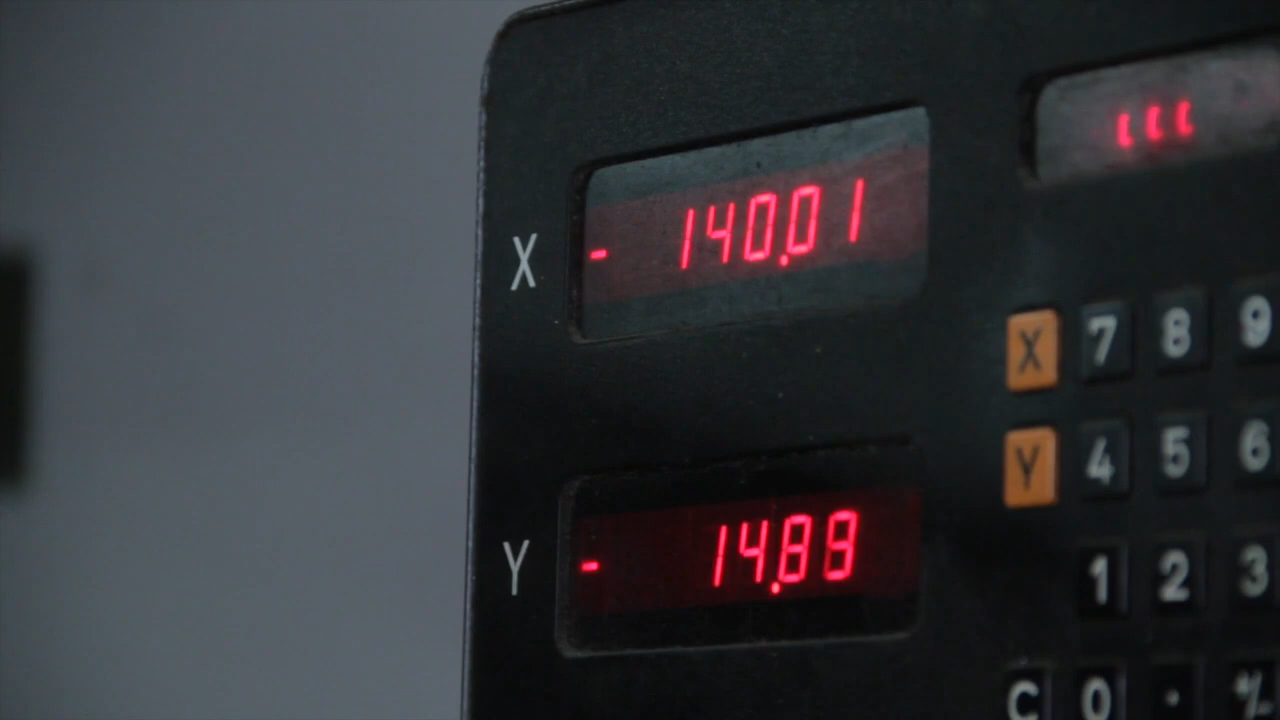 X - 140.01
X 7 8 9
Y 4 5 6
Y - 14.89
1 2 3
C 0 . +/-